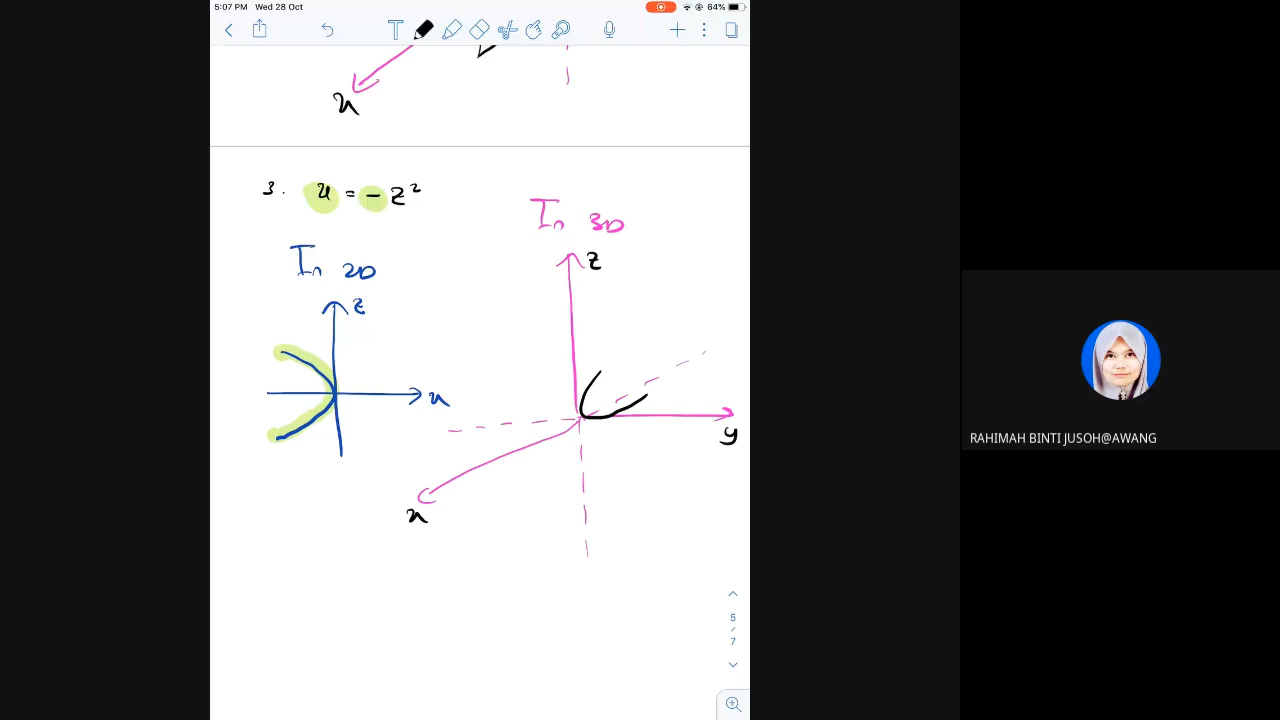 5:07 PM Wed 28 Oct
64%
T
x
3. x = - z²
In 2D
z
x
In 3D
z
y
x
5
/
7
RAHIMAH BINTI JUSOH@AWANG